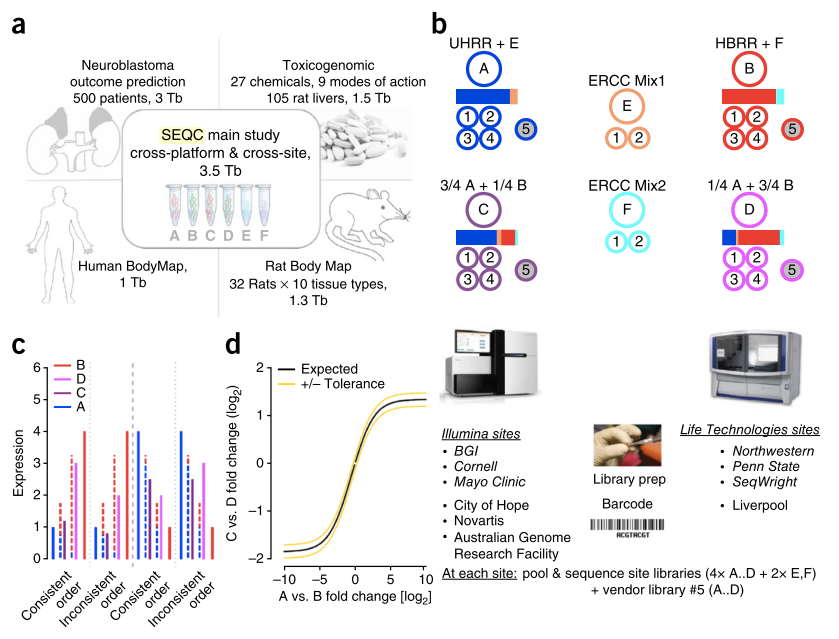 a
Neuroblastoma
outcome prediction
500 patients, 3 Tb
Toxicogenomic
27 chemicals, 9 modes of action
105 rat livers, 1.5 Tb
SEQC main study
cross-platform & cross-site,
3.5 Tb
A B C D E F
Human BodyMap,
1 Tb
Rat Body Map
32 Rats × 10 tissue types,
1.3 Tb
b
UHRR + E
A
1 2
3 4
5
ERCC Mix1
E
1 2
HBRR + F
B
1 2
3 4
5
3/4 A + 1/4 B
C
1 2
3 4
5
ERCC Mix2
F
1 2
1/4 A + 3/4 B
D
1 2
3 4
5
Illumina sites
• BGI
• Cornell
• Mayo Clinic
• City of Hope
• Novartis
• Australian Genome
Research Facility
Library prep
Barcode
ACGTACGT
Life Technologies sites
• Northwestern
• Penn State
• SeqWright
• Liverpool
At each site: pool & sequence site libraries (4× A..D + 2× E,F)
+ vendor library #5 (A..D)
c
Expression
6
5
4
3
2
1
0
B
D
C
A
Consistent order
Inconsistent order
Consistent order
Inconsistent order
d
C vs. D fold change (log2)
2
1
0
−1
−2
Expected
+/− Tolerance
−10 −5 0 5 10
A vs. B fold change [log2]